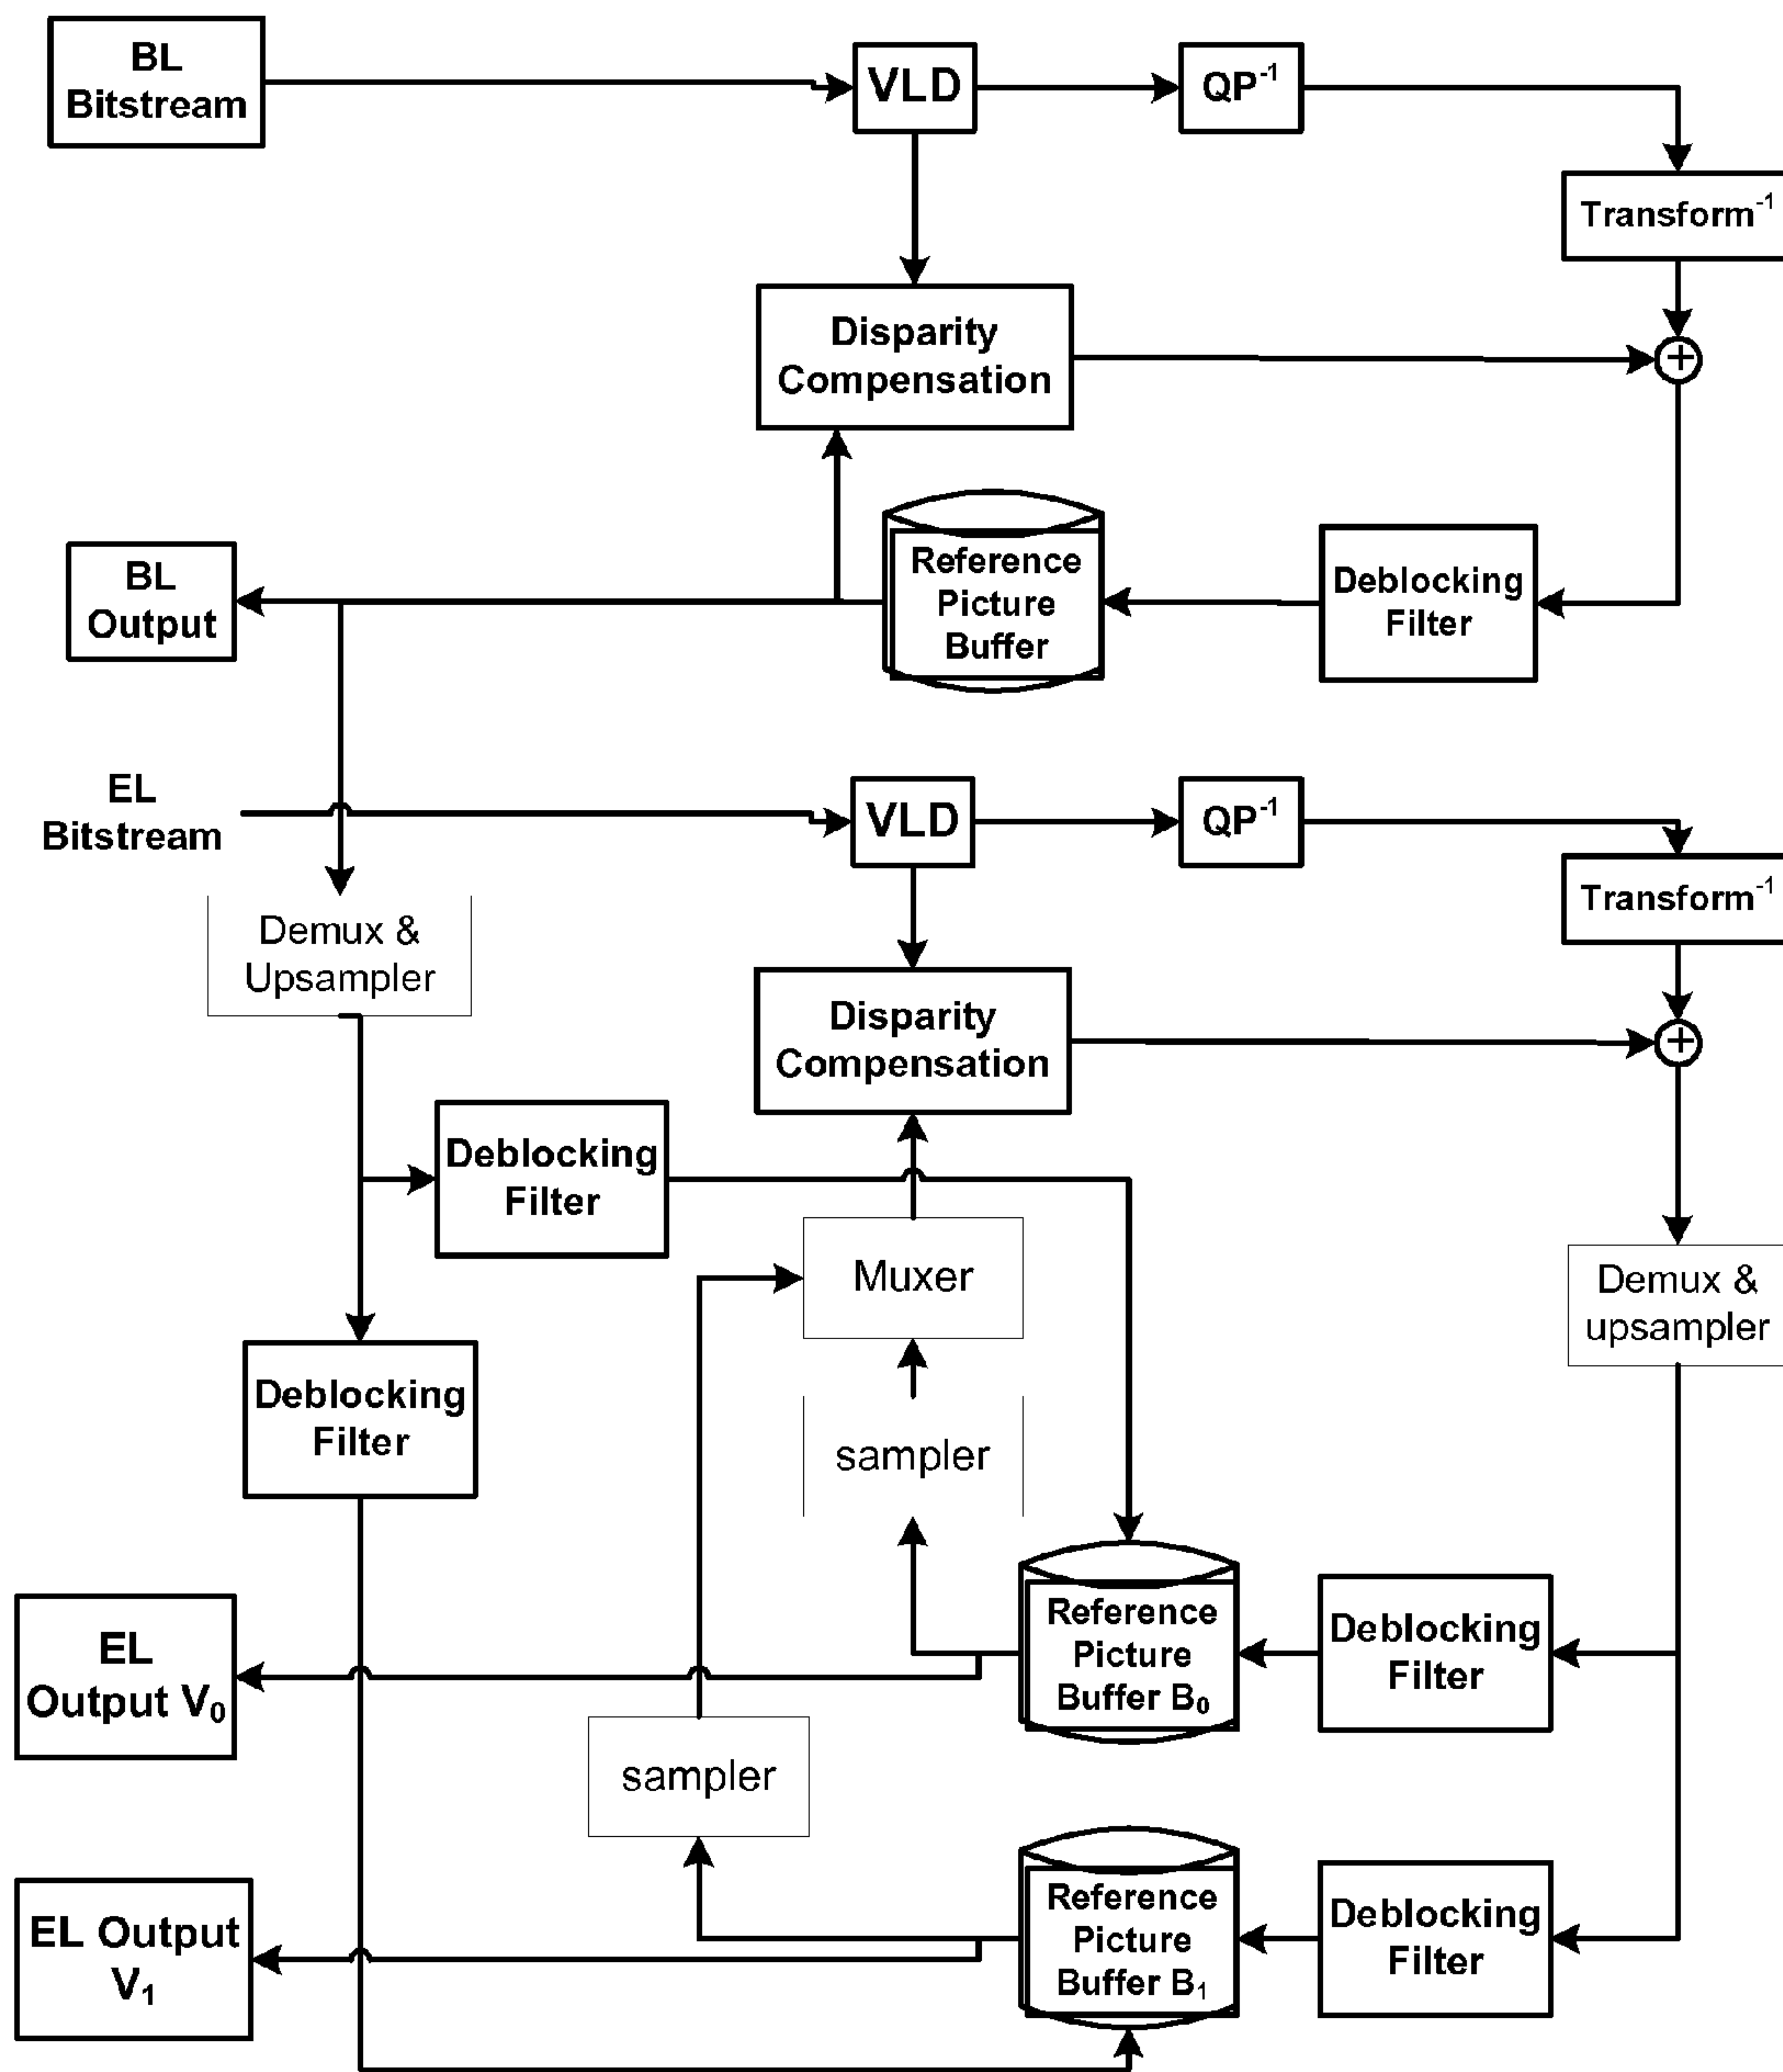 BL
Bitstream
VLD
QP⁻¹
Transform⁻¹
Disparity
Compensation
+
BL
Output
Reference
Picture
Buffer
Deblocking
Filter
EL
Bitstream
VLD
QP⁻¹
Transform⁻¹
Demux &
Upsampler
Disparity
Compensation
+
Deblocking
Filter
Muxer
Demux &
upsampler
Deblocking
Filter
sampler
EL
Output V₀
Reference
Picture
Buffer B₀
Deblocking
Filter
sampler
EL Output
V₁
Reference
Picture
Buffer B₁
Deblocking
Filter